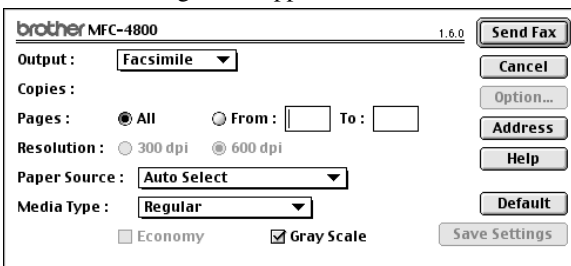 brother MFC-4800 1.6.0 Send Fax
Output : Facsimile Cancel
Copies : Option...
Pages : All From : To : Address
Resolution : 300 dpi 600 dpi Help
Paper Source : Auto Select
Media Type : Regular Default
Economy Gray Scale Save Settings